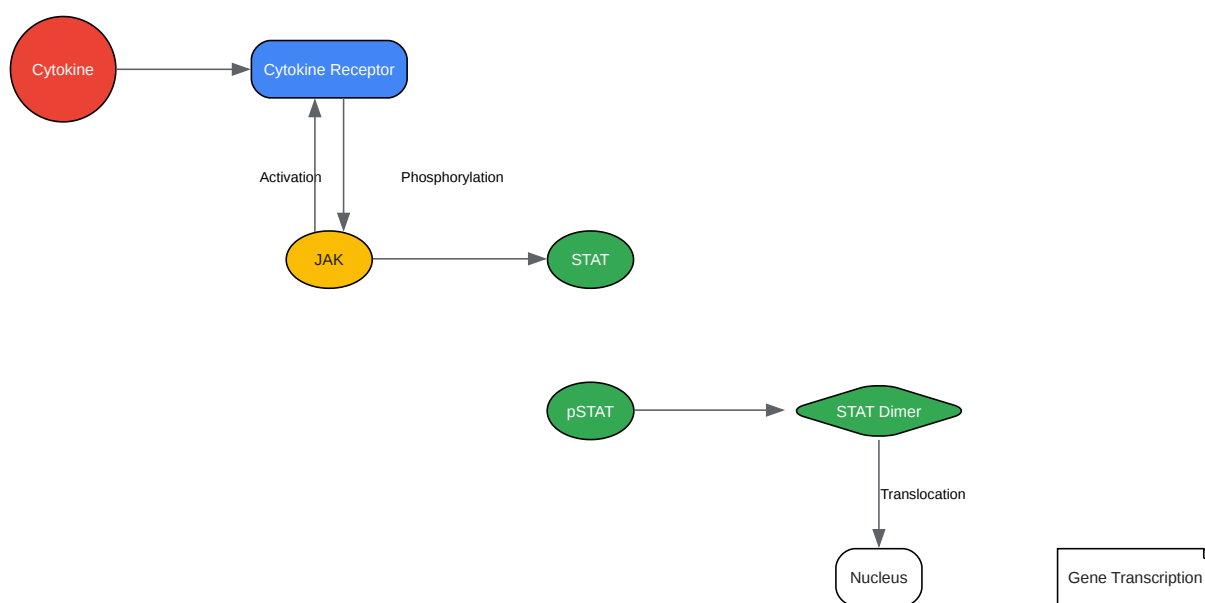 Cytokine
Cytokine Receptor
Activation
Phosphorylation
JAK
STAT
pSTAT
STAT Dimer
Translocation
Nucleus
Gene Transcription